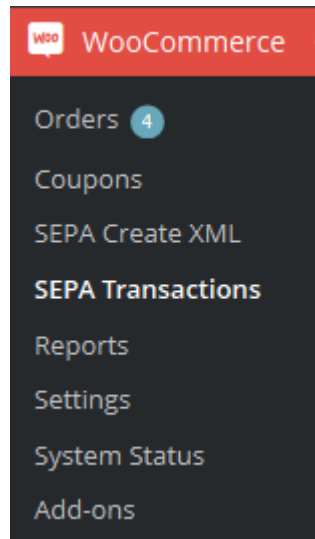 Woo WooCommerce
Orders 4
Coupons
SEPA Create XML
SEPA Transactions
Reports
Settings
System Status
Add-ons